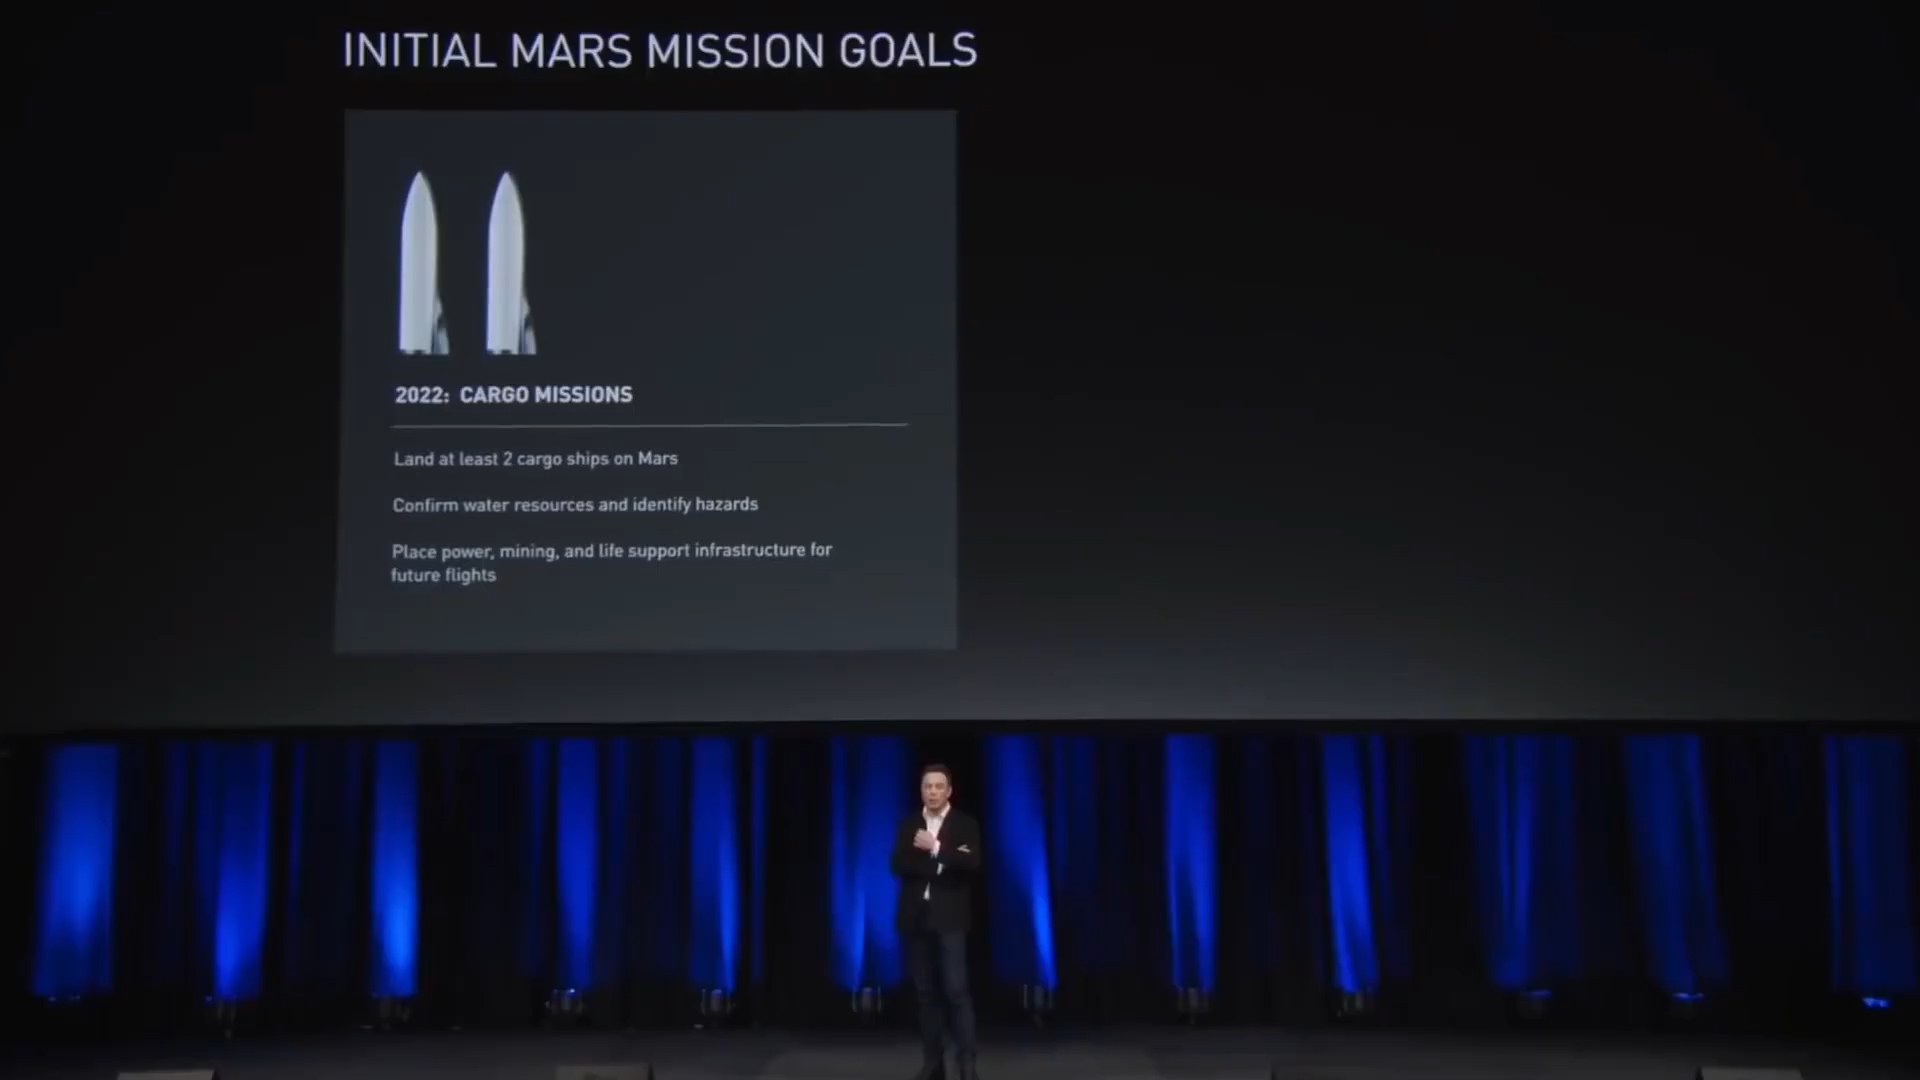 INITIAL MARS MISSION GOALS
2022: CARGO MISSIONS
Land at least 2 cargo ships on Mars
Confirm water resources and identify hazards
Place power, mining, and life support infrastructure for
future flights